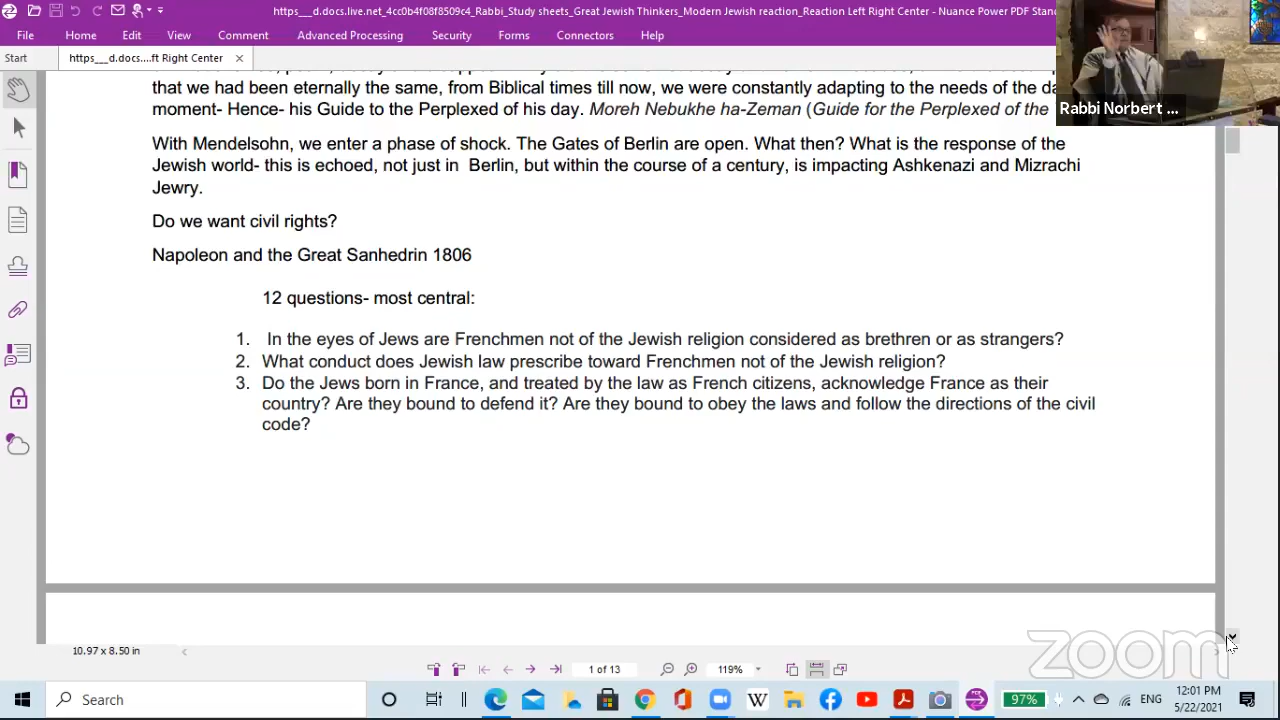 https___d.docs.live.net_4cc0b4f08f8509c4_Rabbi_Study sheets_Great Jewish Thinkers_Modern Jewish reaction_Reaction Left Right Center - Nuance Power PDF Stan
File Home Edit View Comment Advanced Processing Security Forms Connectors Help
Start https___d.docs....ft Right Center
that we had been eternally the same, from Biblical times till now, we were constantly adapting to the needs of the da
moment- Hence- his Guide to the Perplexed of his day. Moreh Nebukhe ha-Zeman (Guide for the Perplexed of the
Rabbi Norbert ...
With Mendelsohn, we enter a phase of shock. The Gates of Berlin are open. What then? What is the response of the
Jewish world- this is echoed, not just in Berlin, but within the course of a century, is impacting Ashkenazi and Mizrachi
Jewry.
Do we want civil rights?
Napoleon and the Great Sanhedrin 1806
12 questions- most central:
1. In the eyes of Jews are Frenchmen not of the Jewish religion considered as brethren or as strangers?
2. What conduct does Jewish law prescribe toward Frenchmen not of the Jewish religion?
3. Do the Jews born in France, and treated by the law as French citizens, acknowledge France as their
country? Are they bound to defend it? Are they bound to obey the laws and follow the directions of the civil
code?
zoom
10.97 x 8.50 in
1 of 13 119%
Search
97% ENG 12:01 PM
5/22/2021